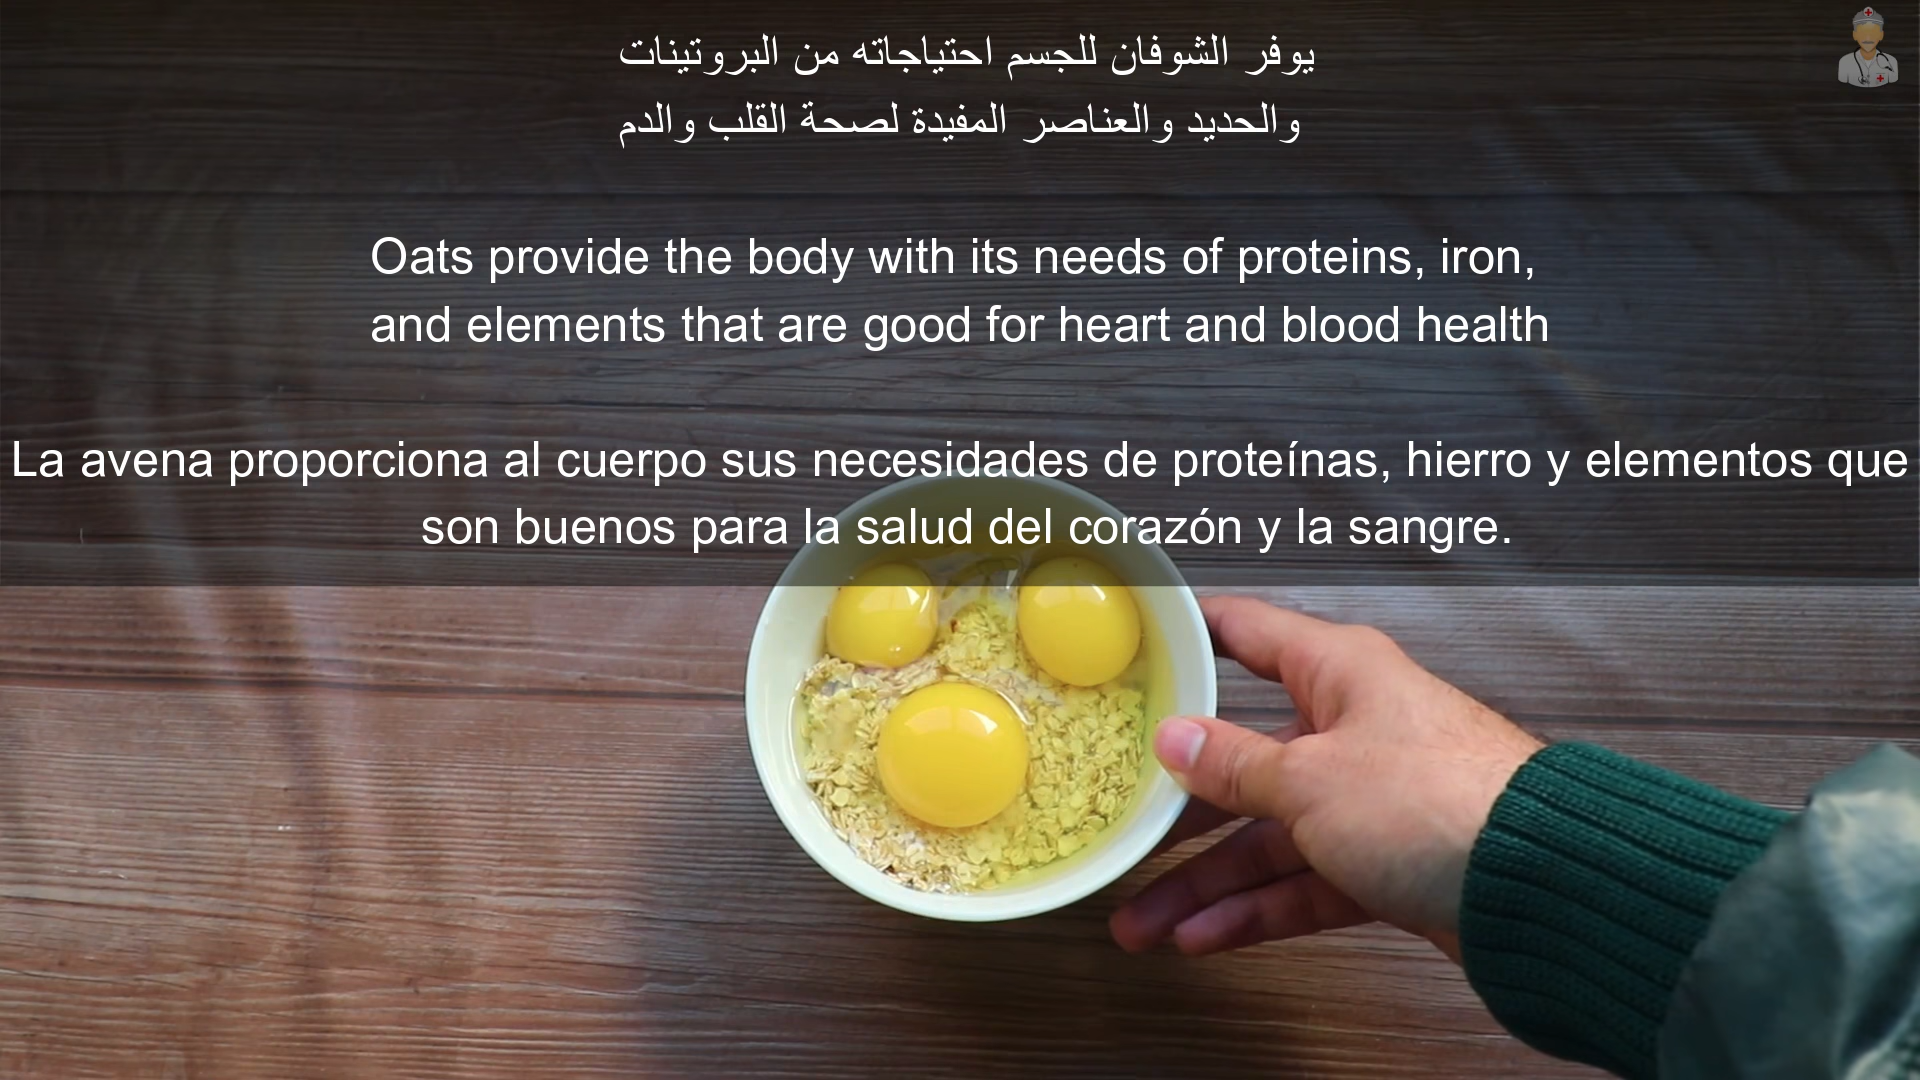 يوفر الشوفان للجسم احتياجاته من البروتينات
والحديد والعناصر المفيدة لصحة القلب والدم
Oats provide the body with its needs of proteins, iron,
and elements that are good for heart and blood health
La avena proporciona al cuerpo sus necesidades de proteínas, hierro y elementos que
son buenos para la salud del corazón y la sangre.